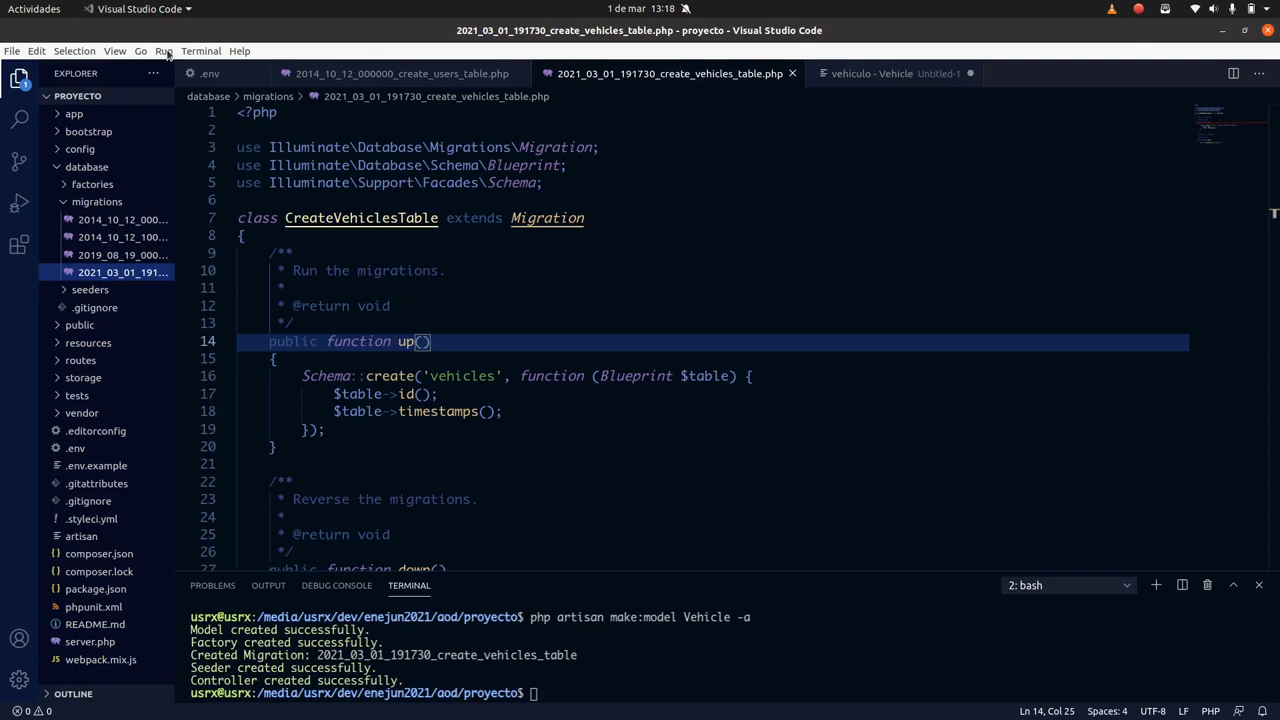 Actividades
Visual Studio Code
1 de mar 13:18
2021_03_01_191730_create_vehicles_table.php - proyecto - Visual Studio Code
File Edit Selection View Go Run Terminal Help
EXPLORER
.env
2014_10_12_000000_create_users_table.php
2021_03_01_191730_create_vehicles_table.php
vehiculo - Vehicle Untitled-1
PROYECTO
database
migrations
2021_03_01_191730_create_vehicles_table.php
app
bootstrap
config
database
factories
migrations
2014_10_12_000...
2014_10_12_100...
2019_08_19_000...
2021_03_01_191...
seeders
.gitignore
public
resources
routes
storage
tests
vendor
.editorconfig
.env
.env.example
.gitattributes
.gitignore
.styleci.yml
artisan
composer.json
composer.lock
package.json
phpunit.xml
README.md
server.php
webpack.mix.js
OUTLINE
1 <?php
2
3 use Illuminate\Database\Migrations\Migration;
4 use Illuminate\Database\Schema\Blueprint;
5 use Illuminate\Support\Facades\Schema;
6
7 class CreateVehiclesTable extends Migration
8 {
9 /**
10 * Run the migrations.
11 *
12 * @return void
13 */
14 public function up()
15 {
16 Schema::create('vehicles', function (Blueprint $table) {
17 $table->id();
18 $table->timestamps();
19 });
20 }
21
22 /**
23 * Reverse the migrations.
24 *
25 * @return void
26 */
27 public function down()
PROBLEMS OUTPUT DEBUG CONSOLE TERMINAL
2: bash
usrx@usrx:/media/usrx/dev/enejun2021/aod/proyecto$ php artisan make:model Vehicle -a
Model created successfully.
Factory created successfully.
Created Migration: 2021_03_01_191730_create_vehicles_table
Seeder created successfully.
Controller created successfully.
usrx@usrx:/media/usrx/dev/enejun2021/aod/proyecto$
0 0
Ln 14, Col 25 Spaces: 4 UTF-8 LF PHP
1